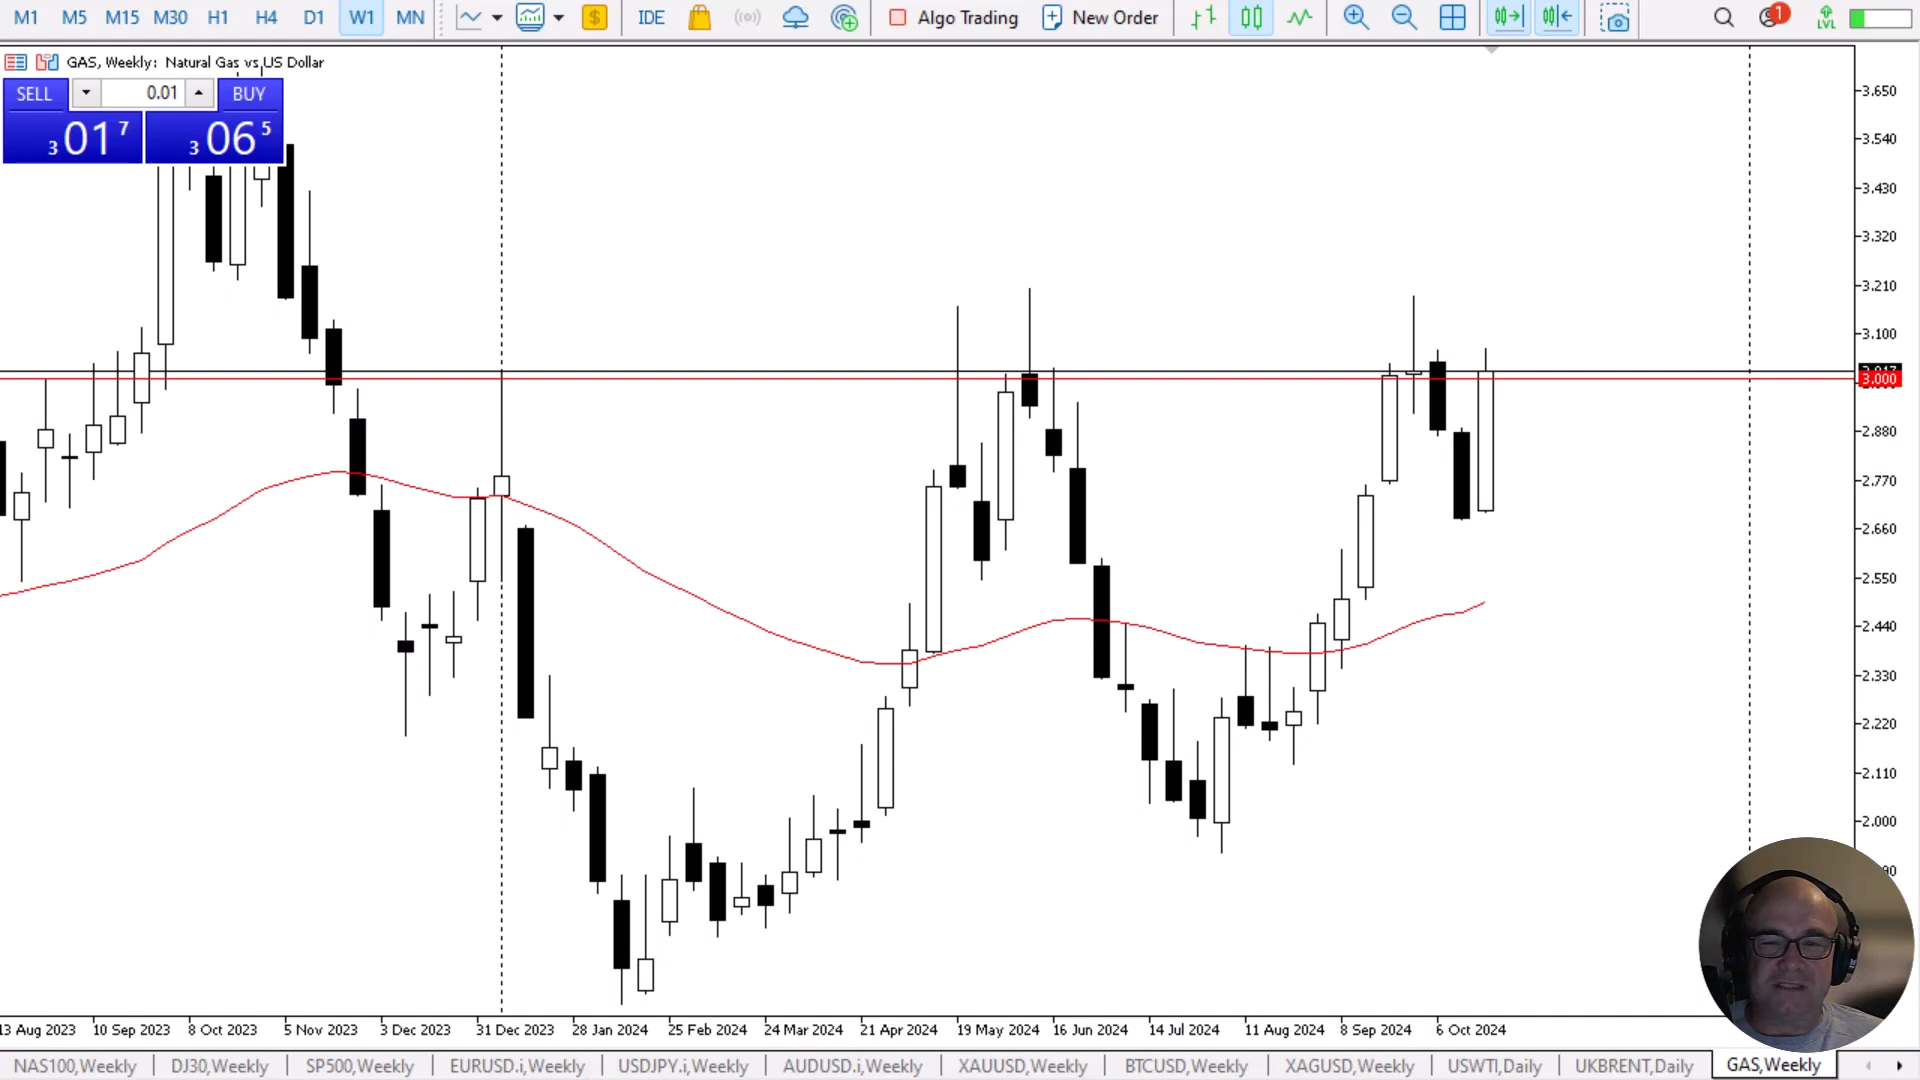 M1 M5 M15 M30 H1 H4 D1 W1 MN $ IDE Algo Trading New Order 1 LVL
GAS, Weekly: Natural Gas vs US Dollar
SELL 0.01 BUY
3 01 7 3 06 5
3.650
3.540
3.430
3.320
3.210
3.100
3.000
2.880
2.770
2.660
2.550
2.440
2.330
2.220
2.110
2.000
13 Aug 2023 10 Sep 2023 8 Oct 2023 5 Nov 2023 3 Dec 2023 31 Dec 2023 28 Jan 2024 25 Feb 2024 24 Mar 2024 21 Apr 2024 19 May 2024 16 Jun 2024 14 Jul 2024 11 Aug 2024 8 Sep 2024 6 Oct 2024
NAS100,Weekly DJ30,Weekly SP500,Weekly EURUSD.i,Weekly USDJPY.i,Weekly AUDUSD.i,Weekly XAUUSD,Weekly BTCUSD,Weekly XAGUSD,Weekly USWTI,Daily UKBRENT,Daily GAS,Weekly